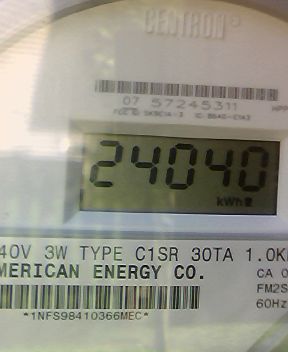 CENTRON®
07 57245311
24040
kWh
40V 3W TYPE C1SR 30TA 1.0K
MERICAN ENERGY CO.
CA 0
FM2S
60Hz
*1NFS98410366MEC*